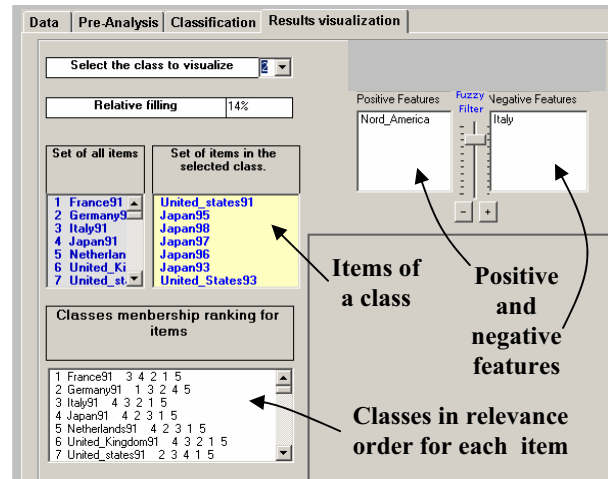 Data Pre-Analysis Classification Results visualization
Select the class to visualize 2
Relative filling 14%
Positive Features
Fuzzy Filter
Negative Features
Nord_America
Italy
- +
Set of all items
1 France91
2 Germany9
3 Italy91
4 Japan91
5 Netherlan
6 United_Ki
7 United_st
Set of items in the
selected class.
United_states91
Japan95
Japan98
Japan97
Japan96
Japan93
United_States93
Items of
a class
Positive
and
negative
features
Classes menbership ranking for
items
1 France91 3 4 2 1 5
2 Germany91 1 3 2 4 5
3 Italy91 4 3 2 1 5
4 Japan91 4 2 3 1 5
5 Netherlands91 4 2 3 1 5
6 United_Kingdom91 4 3 2 1 5
7 United_states91 2 3 4 1 5
Classes in relevance
order for each item